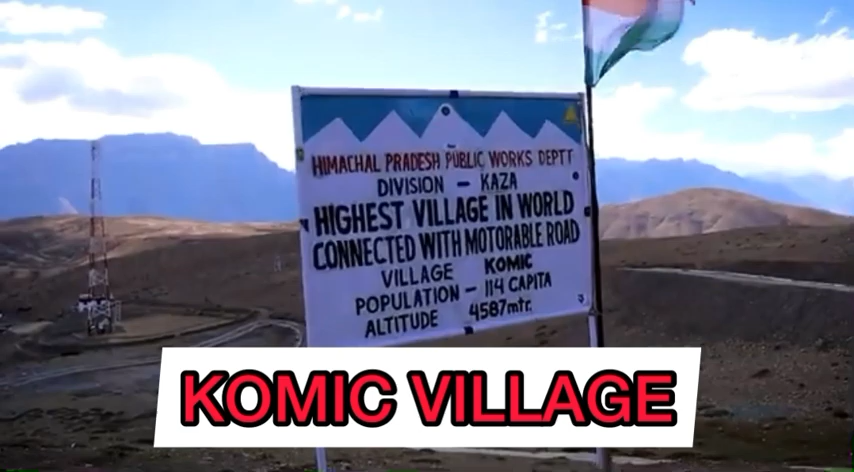 HIMACHAL PRADESH PUBLIC WORKS DEPTT
DIVISION - KAZA
HIGHEST VILLAGE IN WORLD
CONNECTED WITH MOTORABLE ROAD
VILLAGE KOMIC
POPULATION - 114 CAPITA
ALTITUDE 4587mtr.
KOMIC VILLAGE